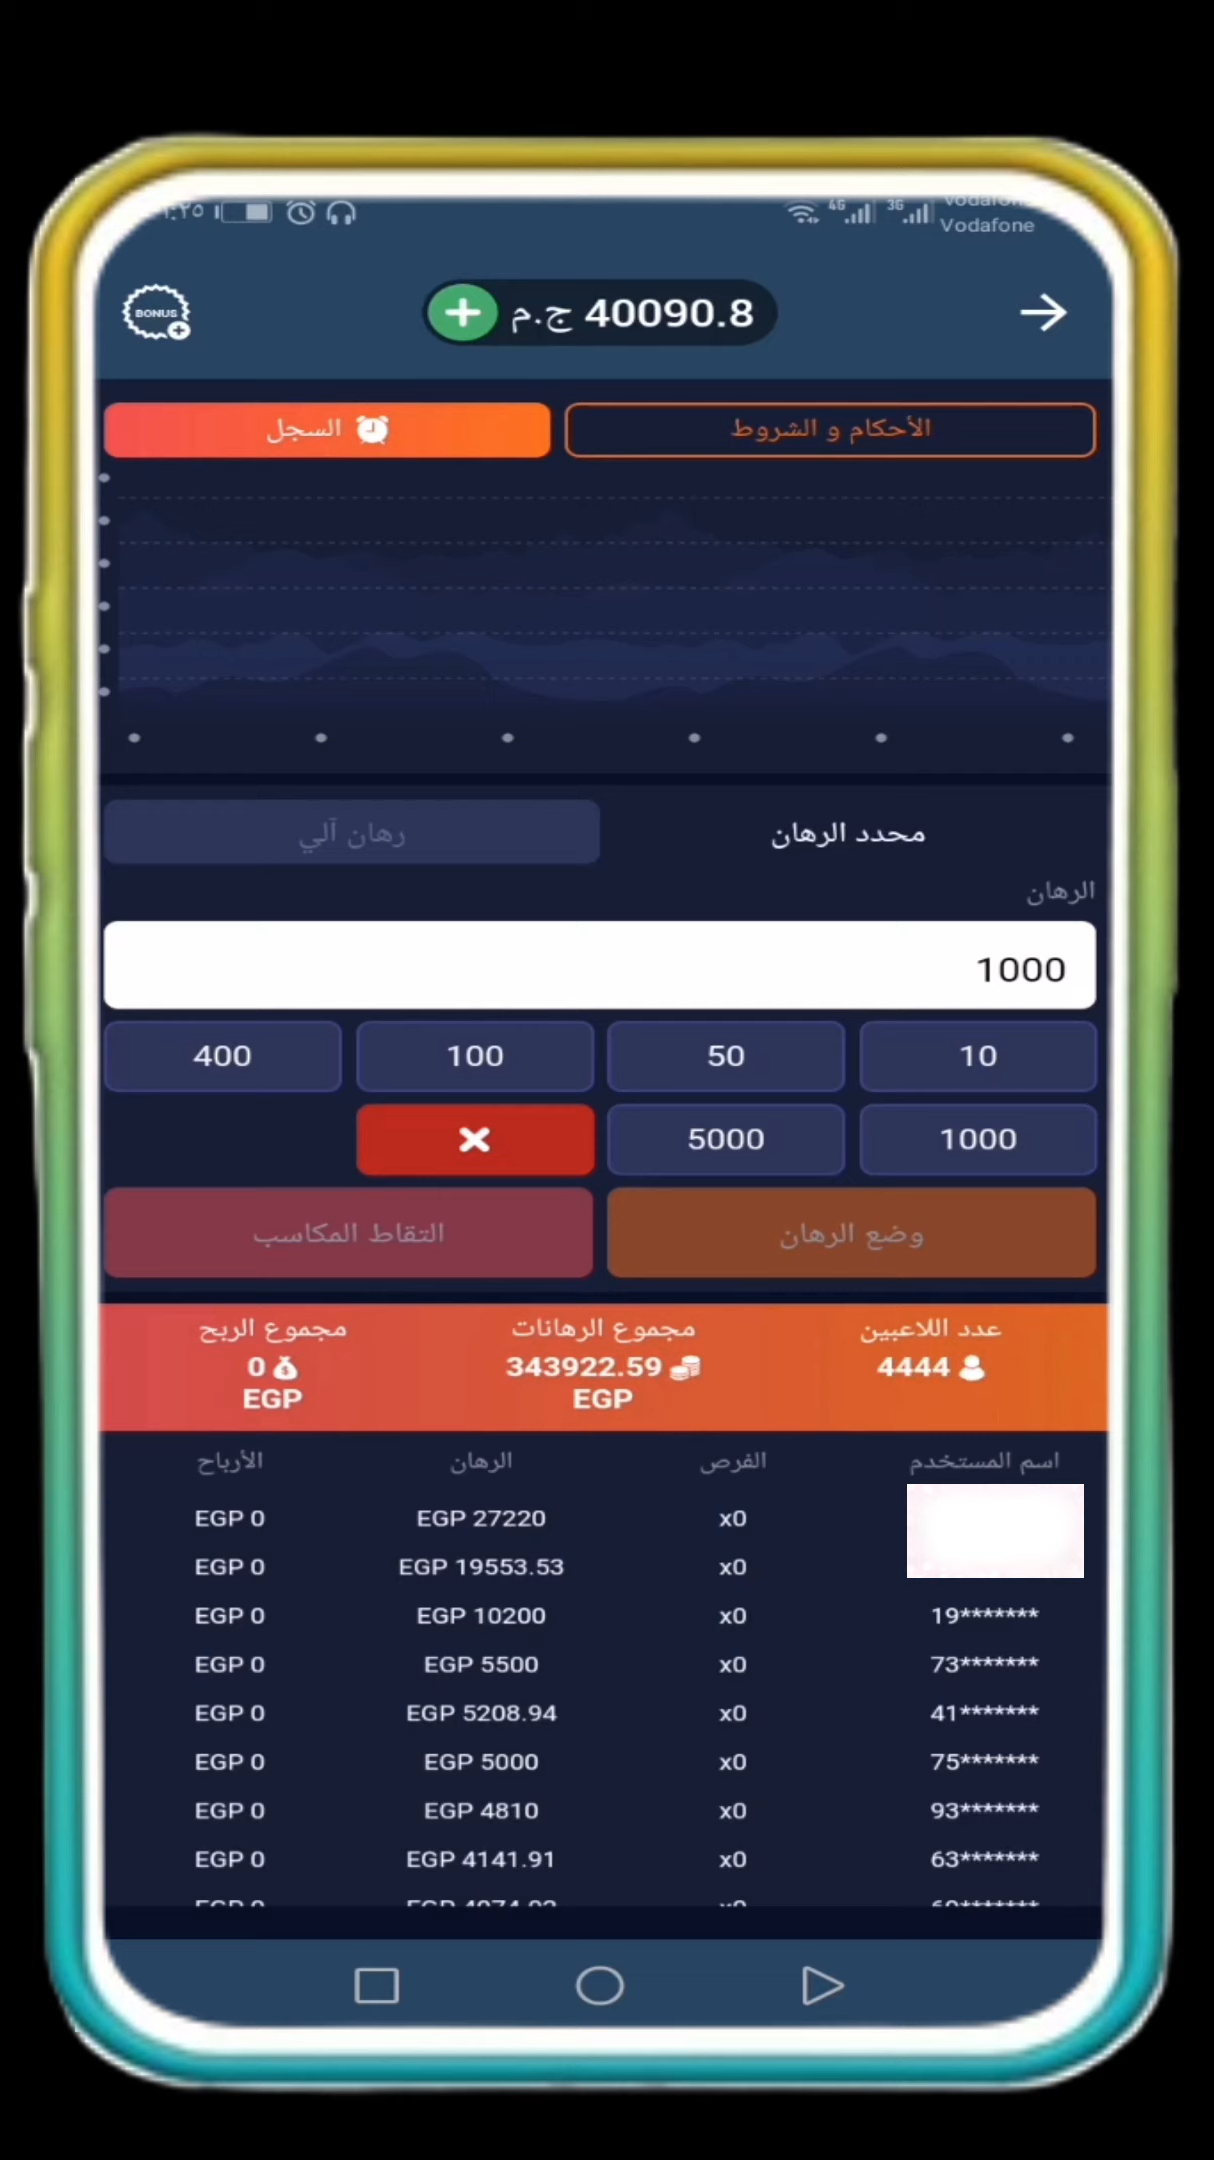 Vodafone
4G
3G
Vodafone
BONUS
40090.8 ج.م
السجل
الأحكام و الشروط
رهان آلي
محدد الرهان
الرهان
1000
400 100 50 10
5000 1000
التقاط المكاسب
وضع الرهان
عدد اللاعبين مجموع الرهانات مجموع الربح
4444 343922.59 0
EGP EGP
اسم المستخدم الفرص الرهان الأرباح
x0 EGP 27220 EGP 0
x0 EGP 19553.53 EGP 0
19******* x0 EGP 10200 EGP 0
73******* x0 EGP 5500 EGP 0
41******* x0 EGP 5208.94 EGP 0
75******* x0 EGP 5000 EGP 0
93******* x0 EGP 4810 EGP 0
63******* x0 EGP 4141.91 EGP 0